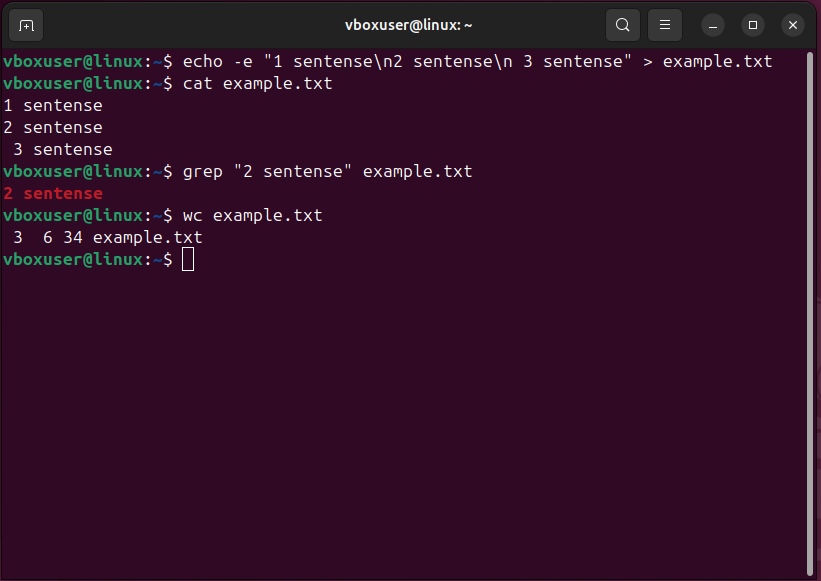 vboxuser@linux: ~
vboxuser@linux:~$ echo -e "1 sentense\n2 sentense\n 3 sentense" > example.txt
vboxuser@linux:~$ cat example.txt
1 sentense
2 sentense
 3 sentense
vboxuser@linux:~$ grep "2 sentense" example.txt
2 sentense
vboxuser@linux:~$ wc example.txt
 3  6 34 example.txt
vboxuser@linux:~$